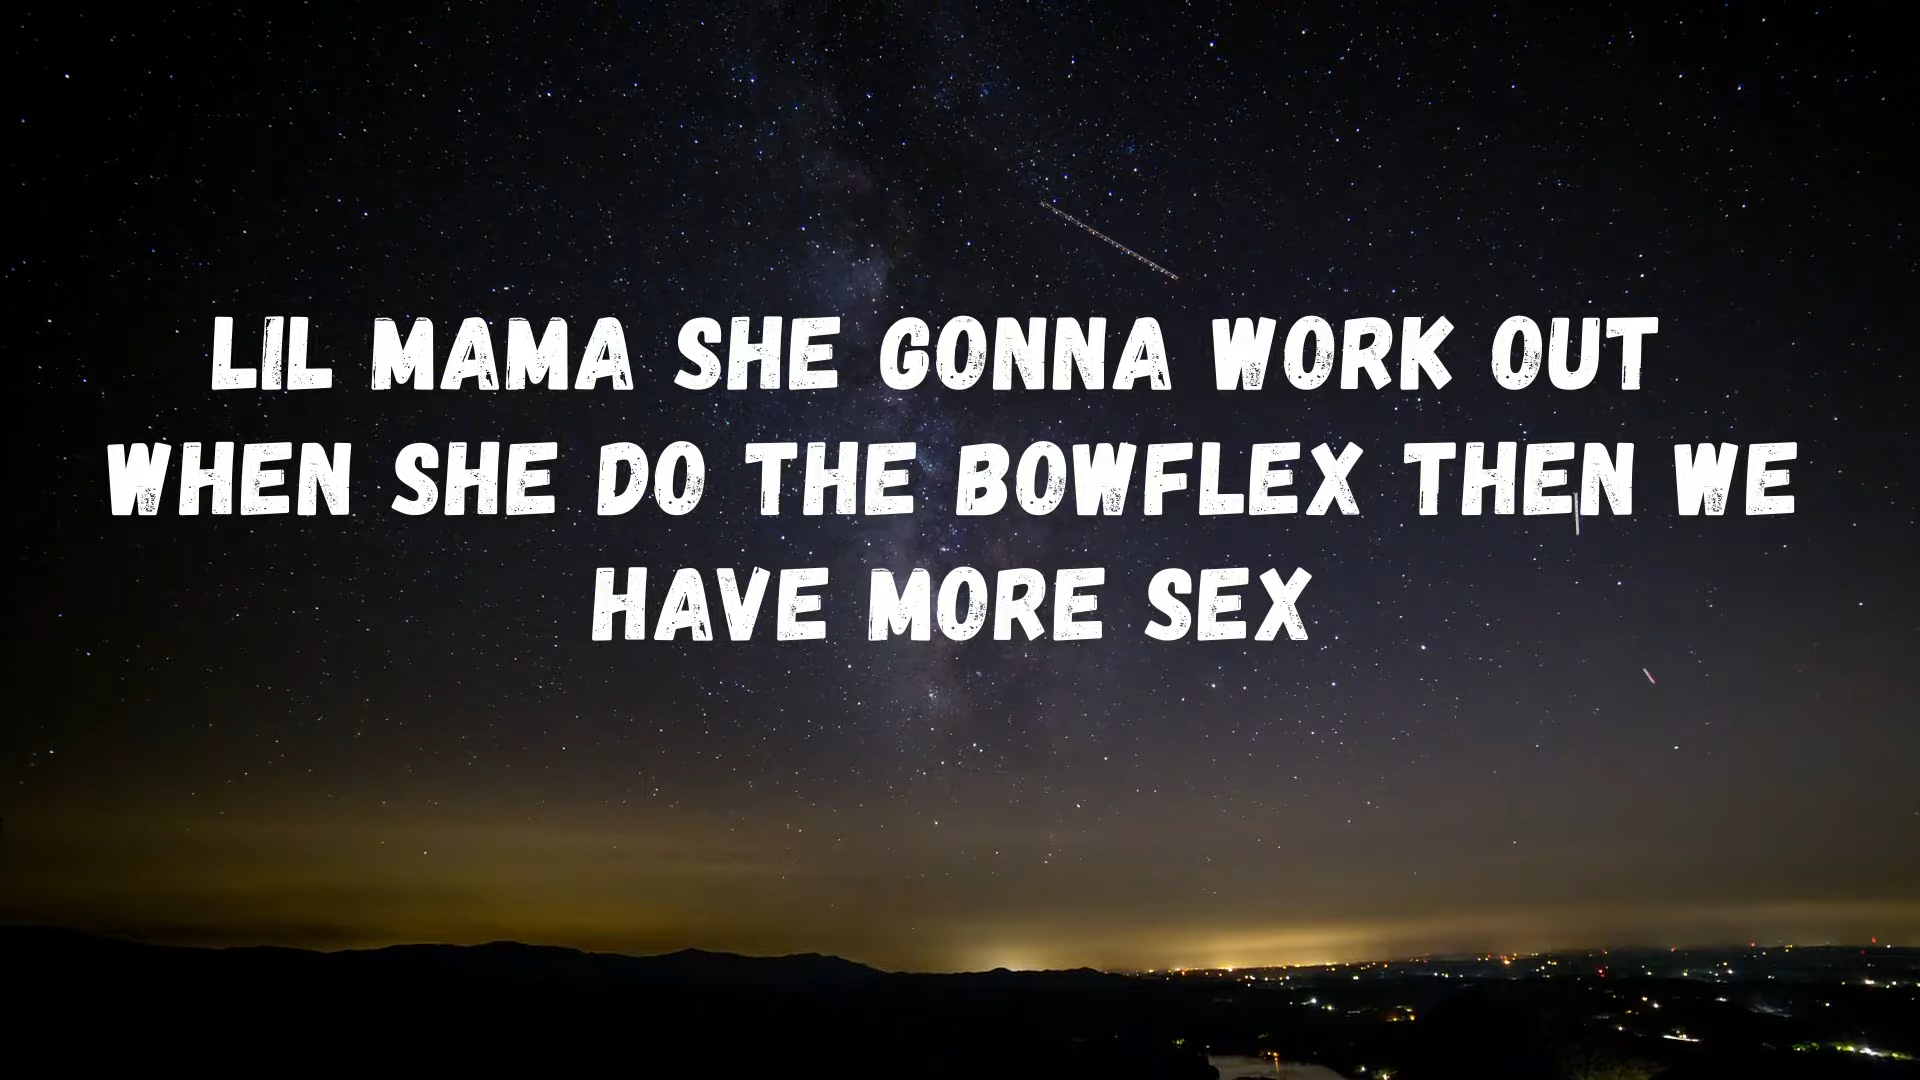 LIL MAMA SHE GONNA WORK OUT
WHEN SHE DO THE BOWFLEX THEN WE
HAVE MORE SEX